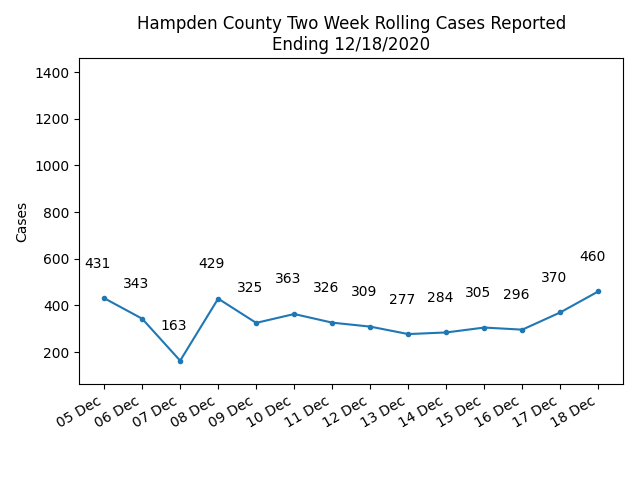 Hampden County Two Week Rolling Cases Reported
Ending 12/18/2020
Cases
1400
1200
1000
800
600
400
200
431
343
163
429
325
363
326
309
277
284
305
296
370
460
05 Dec
06 Dec
07 Dec
08 Dec
09 Dec
10 Dec
11 Dec
12 Dec
13 Dec
14 Dec
15 Dec
16 Dec
17 Dec
18 Dec